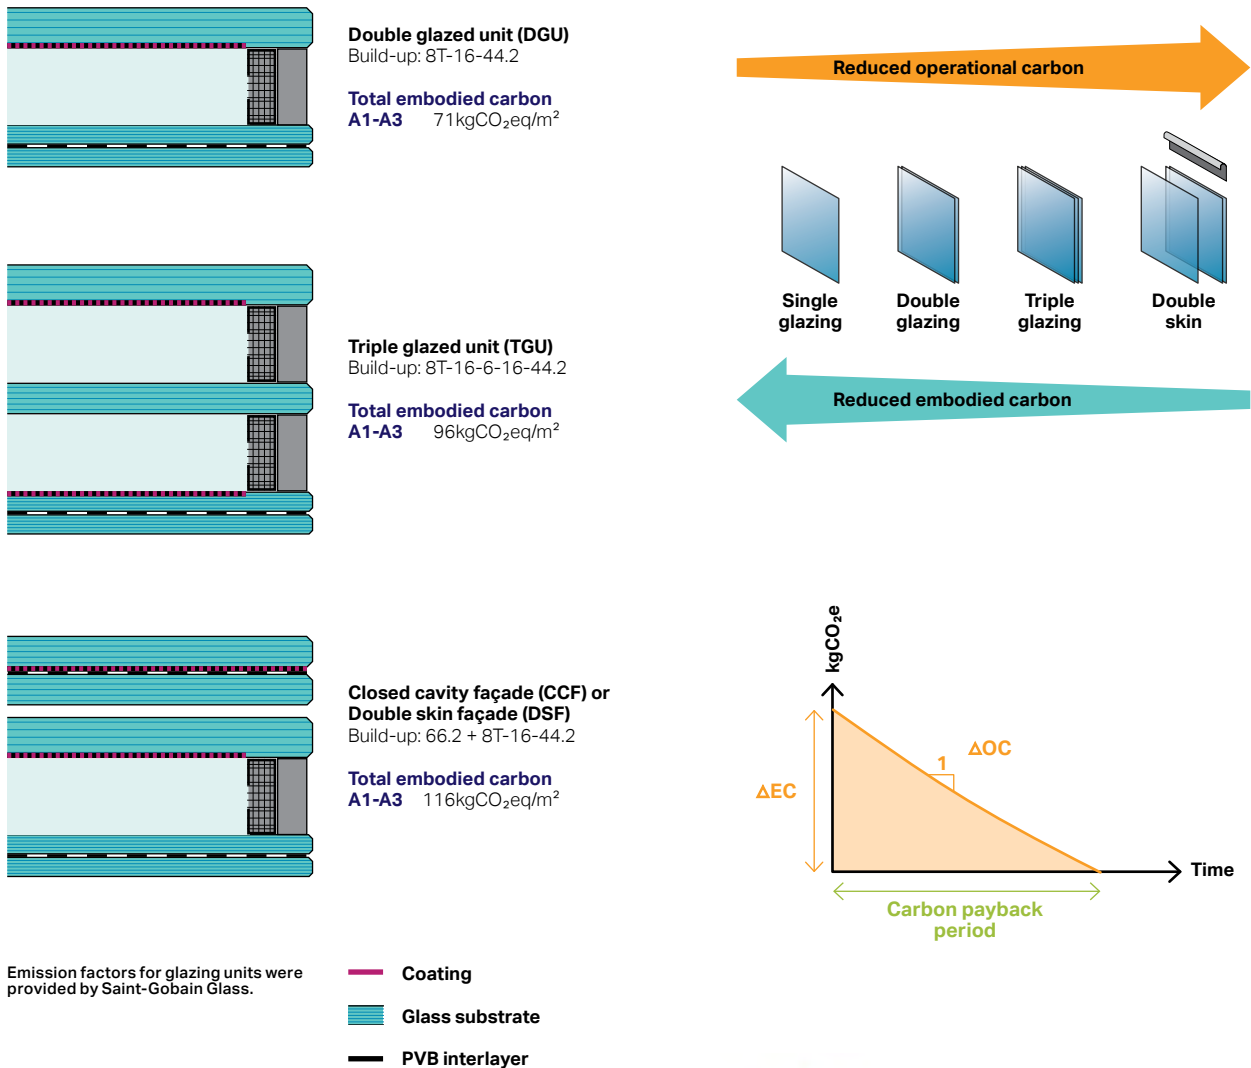 Double glazed unit (DGU)
Build-up: 8T-16-44.2
Total embodied carbon
A1-A3 71kgCO₂eq/m²
Triple glazed unit (TGU)
Build-up: 8T-16-6-16-44.2
Total embodied carbon
A1-A3 96kgCO₂eq/m²
Closed cavity façade (CCF) or
Double skin façade (DSF)
Build-up: 66.2 + 8T-16-44.2
Total embodied carbon
A1-A3 116kgCO₂eq/m²
Emission factors for glazing units were
provided by Saint-Gobain Glass.
Coating
Glass substrate
PVB interlayer
Reduced operational carbon
Single
glazing
Double
glazing
Triple
glazing
Double
skin
Reduced embodied carbon
kgCO₂e
ΔOC
1
ΔEC
Time
Carbon payback
period